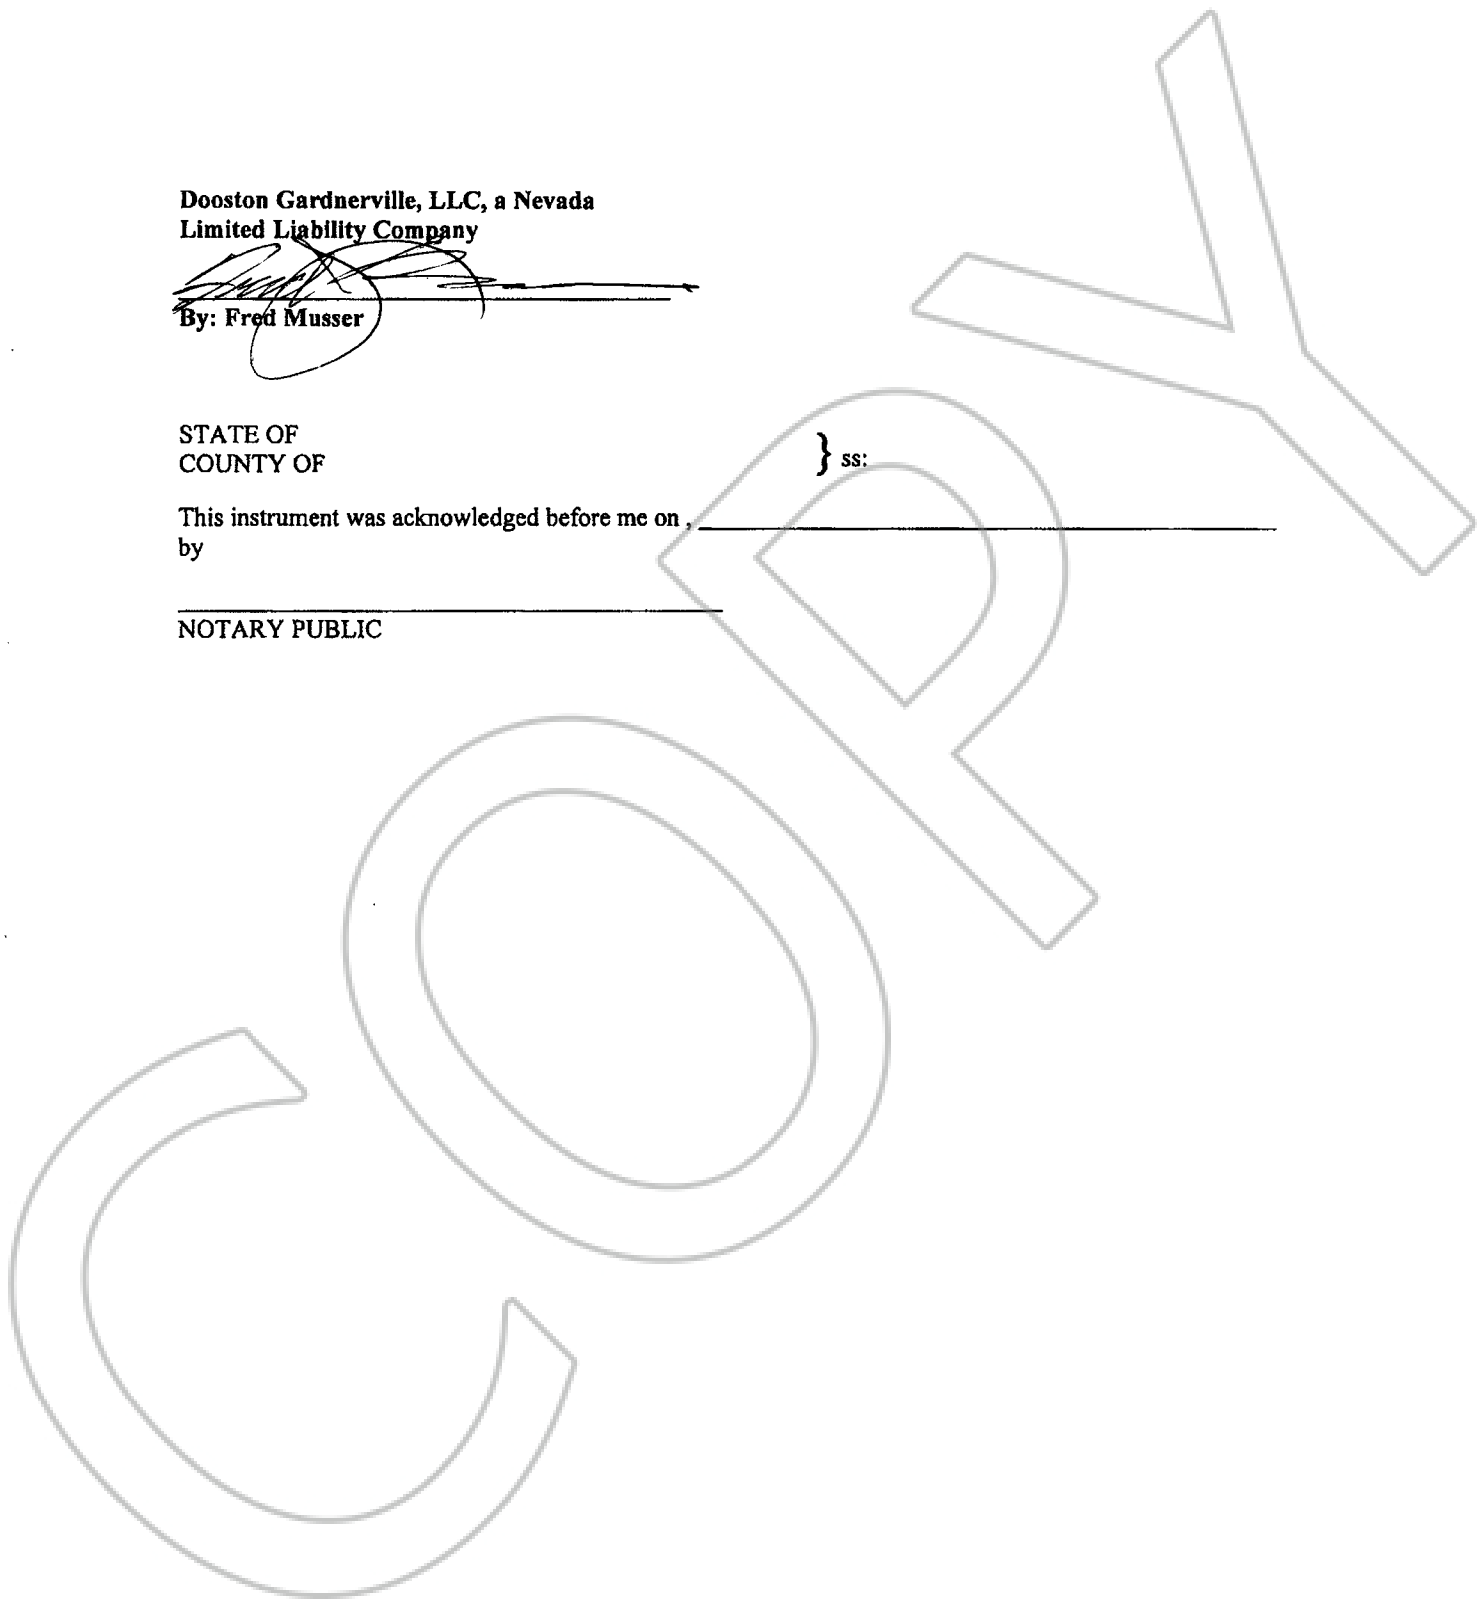 Dooston Gardnerville, LLC, a Nevada
Limited Liability Company
By: Fred Musser
STATE OF
COUNTY OF
} ss:
This instrument was acknowledged before me on ,
by
NOTARY PUBLIC
COPY